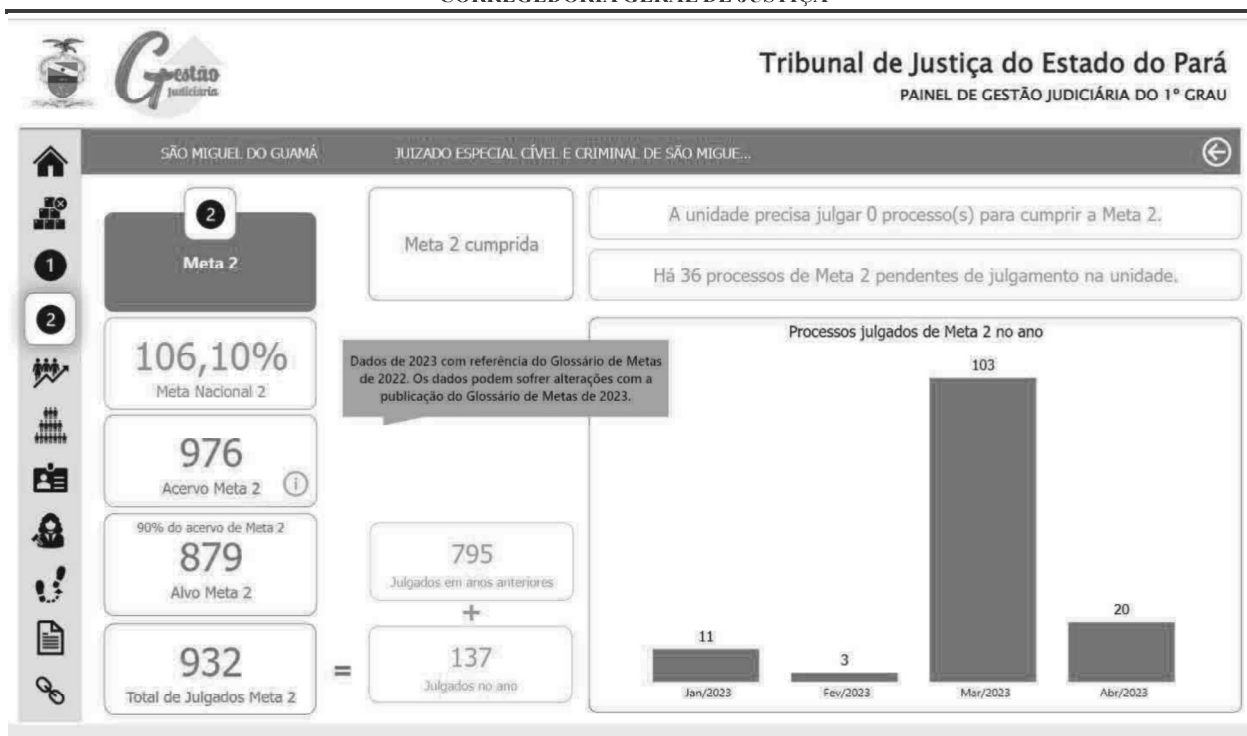 CORREGEDORIA GERAL DE JUSTIÇA
Gestão
Judiciária
Tribunal de Justiça do Estado do Pará
PAINEL DE GESTÃO JUDICIÁRIA DO 1º GRAU
SÃO MIGUEL DO GUAMÁ
JUIZADO ESPECIAL CÍVEL E CRIMINAL DE SÃO MIGUE...
1
2
2
Meta 2
Meta 2 cumprida
A unidade precisa julgar 0 processo(s) para cumprir a Meta 2.
Há 36 processos de Meta 2 pendentes de julgamento na unidade.
106,10%
Meta Nacional 2
Dados de 2023 com referência do Glossário de Metas
de 2022. Os dados podem sofrer alterações com a
publicação do Glossário de Metas de 2023.
976
Acervo Meta 2
i
90% do acervo de Meta 2
879
Alvo Meta 2
932
Total de Julgados Meta 2
=
795
Julgados em anos anteriores
+
137
Julgados no ano
Processos julgados de Meta 2 no ano
11
3
103
20
Jan/2023
Fev/2023
Mar/2023
Abr/2023